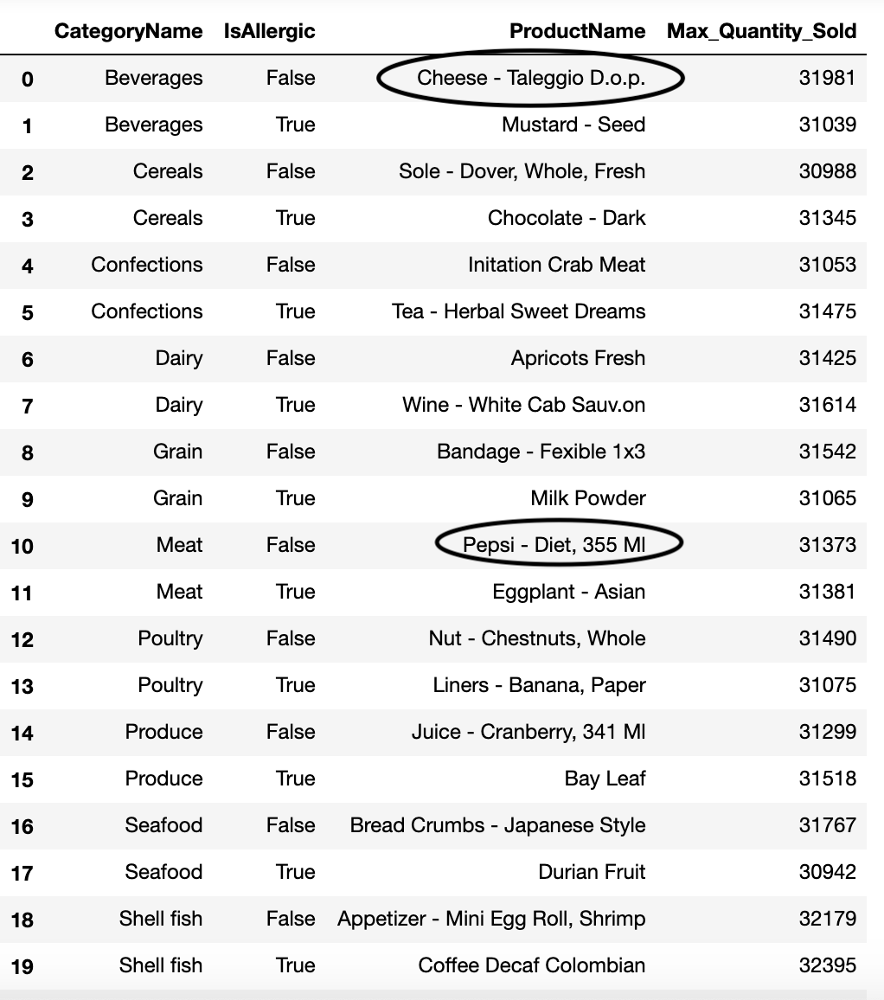 CategoryName IsAllergic ProductName Max_Quantity_Sold
0 Beverages False Cheese - Taleggio D.o.p. 31981
1 Beverages True Mustard - Seed 31039
2 Cereals False Sole - Dover, Whole, Fresh 30988
3 Cereals True Chocolate - Dark 31345
4 Confections False Initation Crab Meat 31053
5 Confections True Tea - Herbal Sweet Dreams 31475
6 Dairy False Apricots Fresh 31425
7 Dairy True Wine - White Cab Sauv.on 31614
8 Grain False Bandage - Fexible 1x3 31542
9 Grain True Milk Powder 31065
10 Meat False Pepsi - Diet, 355 Ml 31373
11 Meat True Eggplant - Asian 31381
12 Poultry False Nut - Chestnuts, Whole 31490
13 Poultry True Liners - Banana, Paper 31075
14 Produce False Juice - Cranberry, 341 Ml 31299
15 Produce True Bay Leaf 31518
16 Seafood False Bread Crumbs - Japanese Style 31767
17 Seafood True Durian Fruit 30942
18 Shell fish False Appetizer - Mini Egg Roll, Shrimp 32179
19 Shell fish True Coffee Decaf Colombian 32395